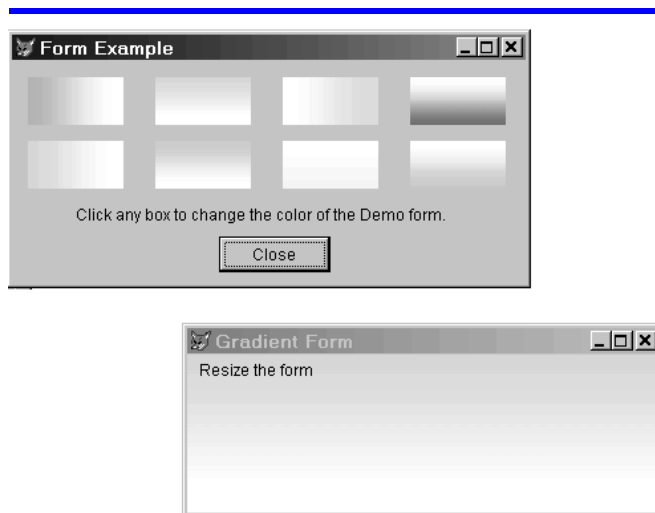 Form Example
Click any box to change the color of the Demo form.
Close
Gradient Form
Resize the form